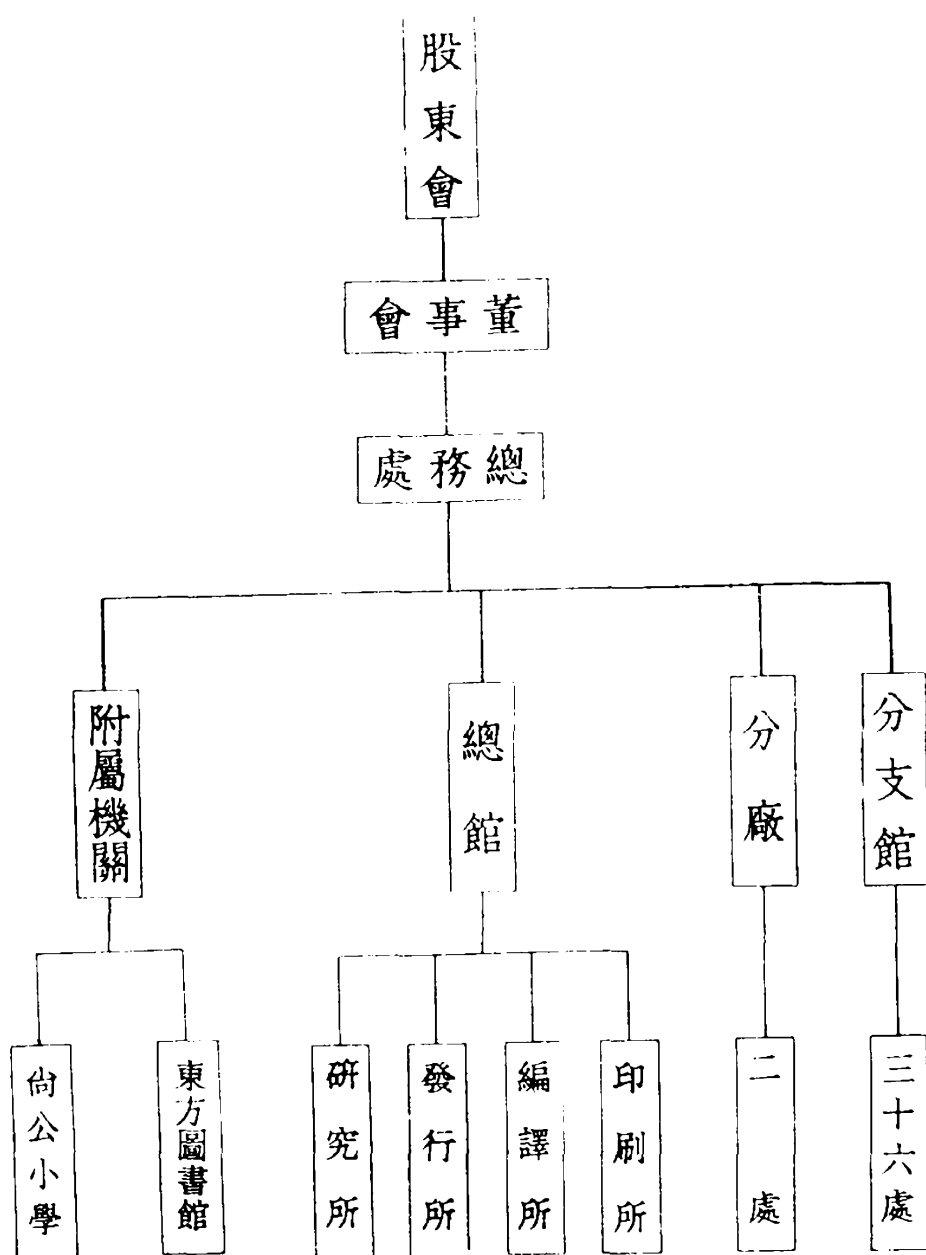 股東會
董事會
總務處
分支館
分廠
總館
附屬機關
三十六處
二處
印刷所
編譯所
發行所
研究所
東方圖書館
尙公小學